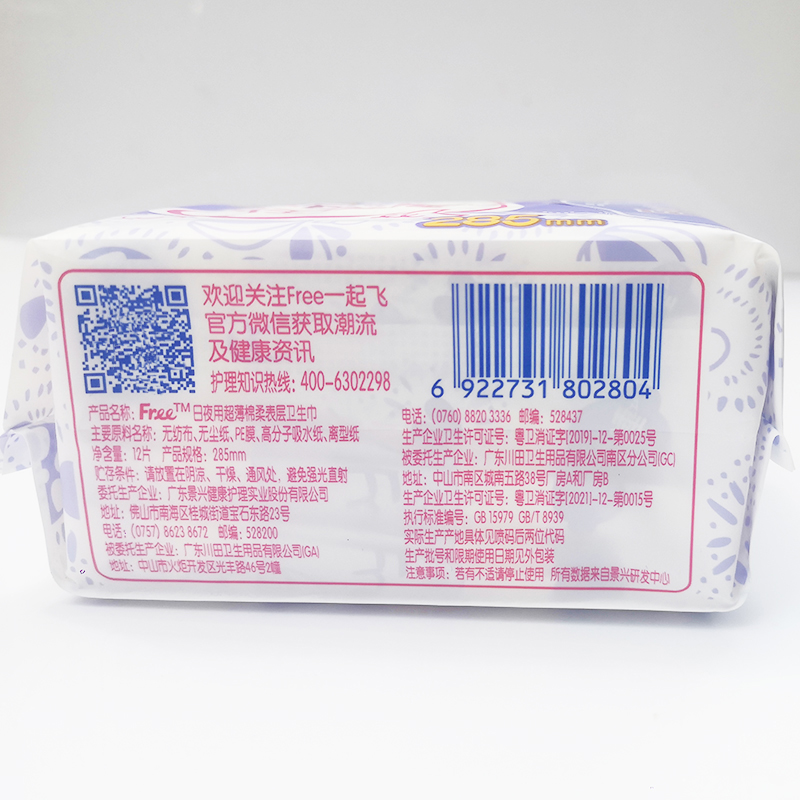 285mm
欢迎关注Free一起飞
官方微信获取潮流
及健康资讯
护理知识热线：400-6302298
6 922731 802804
产品名称：Free™日夜用超薄棉柔表层卫生巾
主要原料名称：无纺布、无尘纸、PE膜、高分子吸水纸、离型纸
净含量：12片 产品规格：285mm
贮存条件：请放置在阴凉、干燥、通风处，避免强光直射
委托生产企业：广东景兴健康护理实业股份有限公司
地址：佛山市南海区桂城街道宝石东路23号
电话：（0757）8623 8672 邮编：528200
被委托生产企业：广东川田卫生用品有限公司(GA)
地址：中山市火炬开发区光丰路46号2幢
电话：（0760）8820 3336 邮编：528437
生产企业卫生许可证号：粤卫消证字[2019]-12-第0025号
被委托生产企业：广东川田卫生用品有限公司南区分公司(GC)
地址：中山市南区城南五路38号厂房A和厂房B
生产企业卫生许可证号：粤卫消证字[2021]-12-第0015号
执行标准编号：GB 15979 GB/T 8939
实际生产产地具体见喷码后两位代码
生产批号和限期使用日期见外包装
注意事项：若有不适请停止使用 所有数据来自景兴研发中心